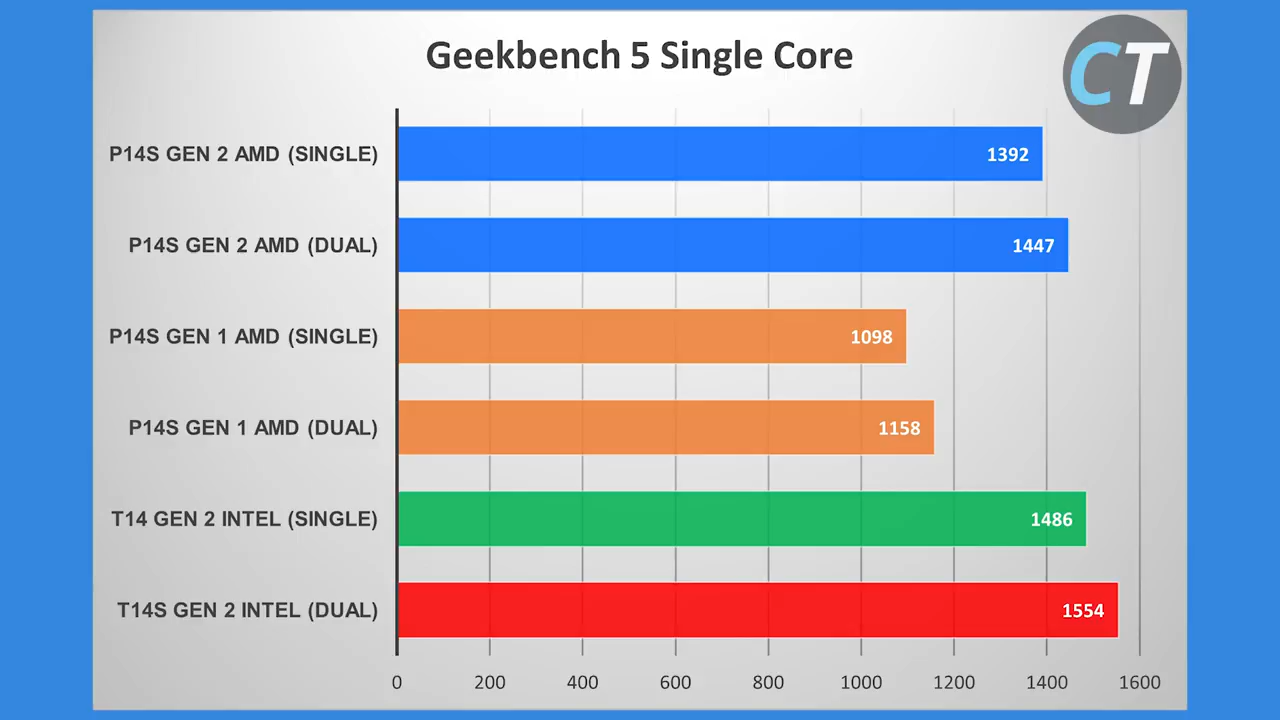 Geekbench 5 Single Core
CT
P14S GEN 2 AMD (SINGLE) 1392
P14S GEN 2 AMD (DUAL) 1447
P14S GEN 1 AMD (SINGLE) 1098
P14S GEN 1 AMD (DUAL) 1158
T14 GEN 2 INTEL (SINGLE) 1486
T14S GEN 2 INTEL (DUAL) 1554
0 200 400 600 800 1000 1200 1400 1600